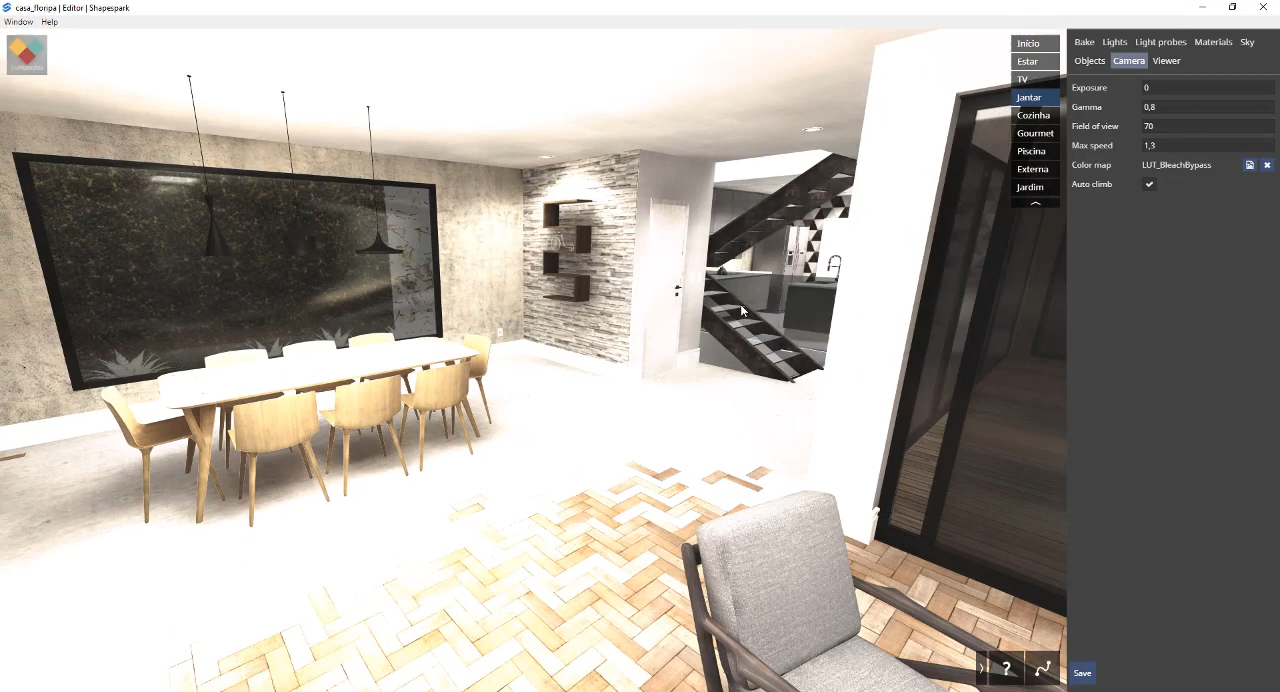 casa_floripa | Editor | Shapespark
Window Help
Início
Estar
TV
Jantar
Cozinha
Gourmet
Piscina
Externa
Jardim
Bake Lights Light probes Materials Sky
Objects Camera Viewer
Exposure 0
Gamma 0,8
Field of view 70
Max speed 1,3
Color map LUT_BleachBypass
Auto climb
?
Save